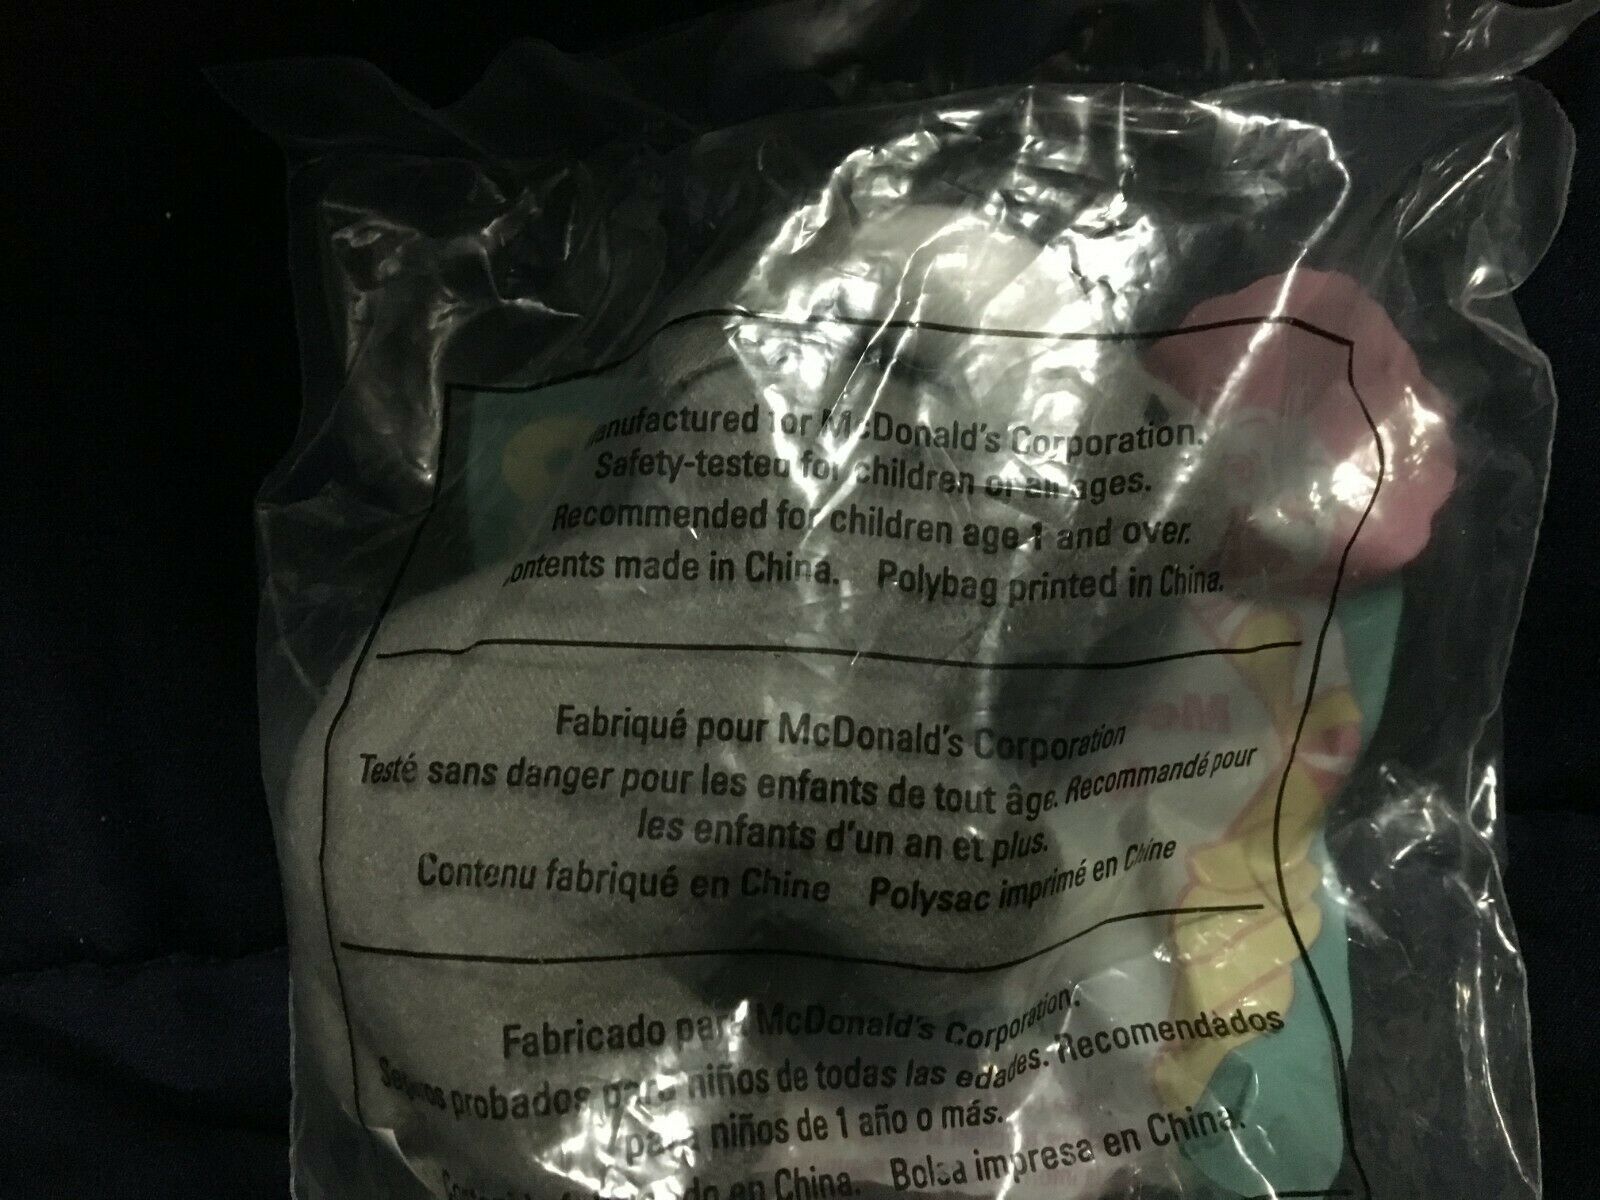 anufactured for McDonald's Corporation.
Safety-tested for children of all ages.
Recommended for children age 1 and over.
ontents made in China. Polybag printed in China.
Fabriqué pour McDonald's Corporation
Testé sans danger pour les enfants de tout âge. Recommandé pour
les enfants d'un an et plus.
Contenu fabriqué en Chine Polysac imprimé en Chine
Fabricado para McDonald's Corporation.
Seguros probados para niños de todas las edades. Recomendados
para niños de 1 año o más.
en China. Bolsa impresa en China.